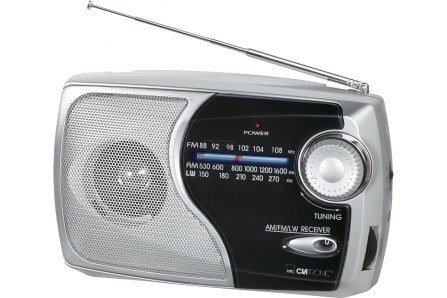 POWER
FM 88 92 98 102 104 108 MHz
AM 530 600 800 1000 1200 1600 KHz
LW 150 180 210 240 270 KHz
TUNING
AM/FM/LW RECEIVER
CLATRONIC